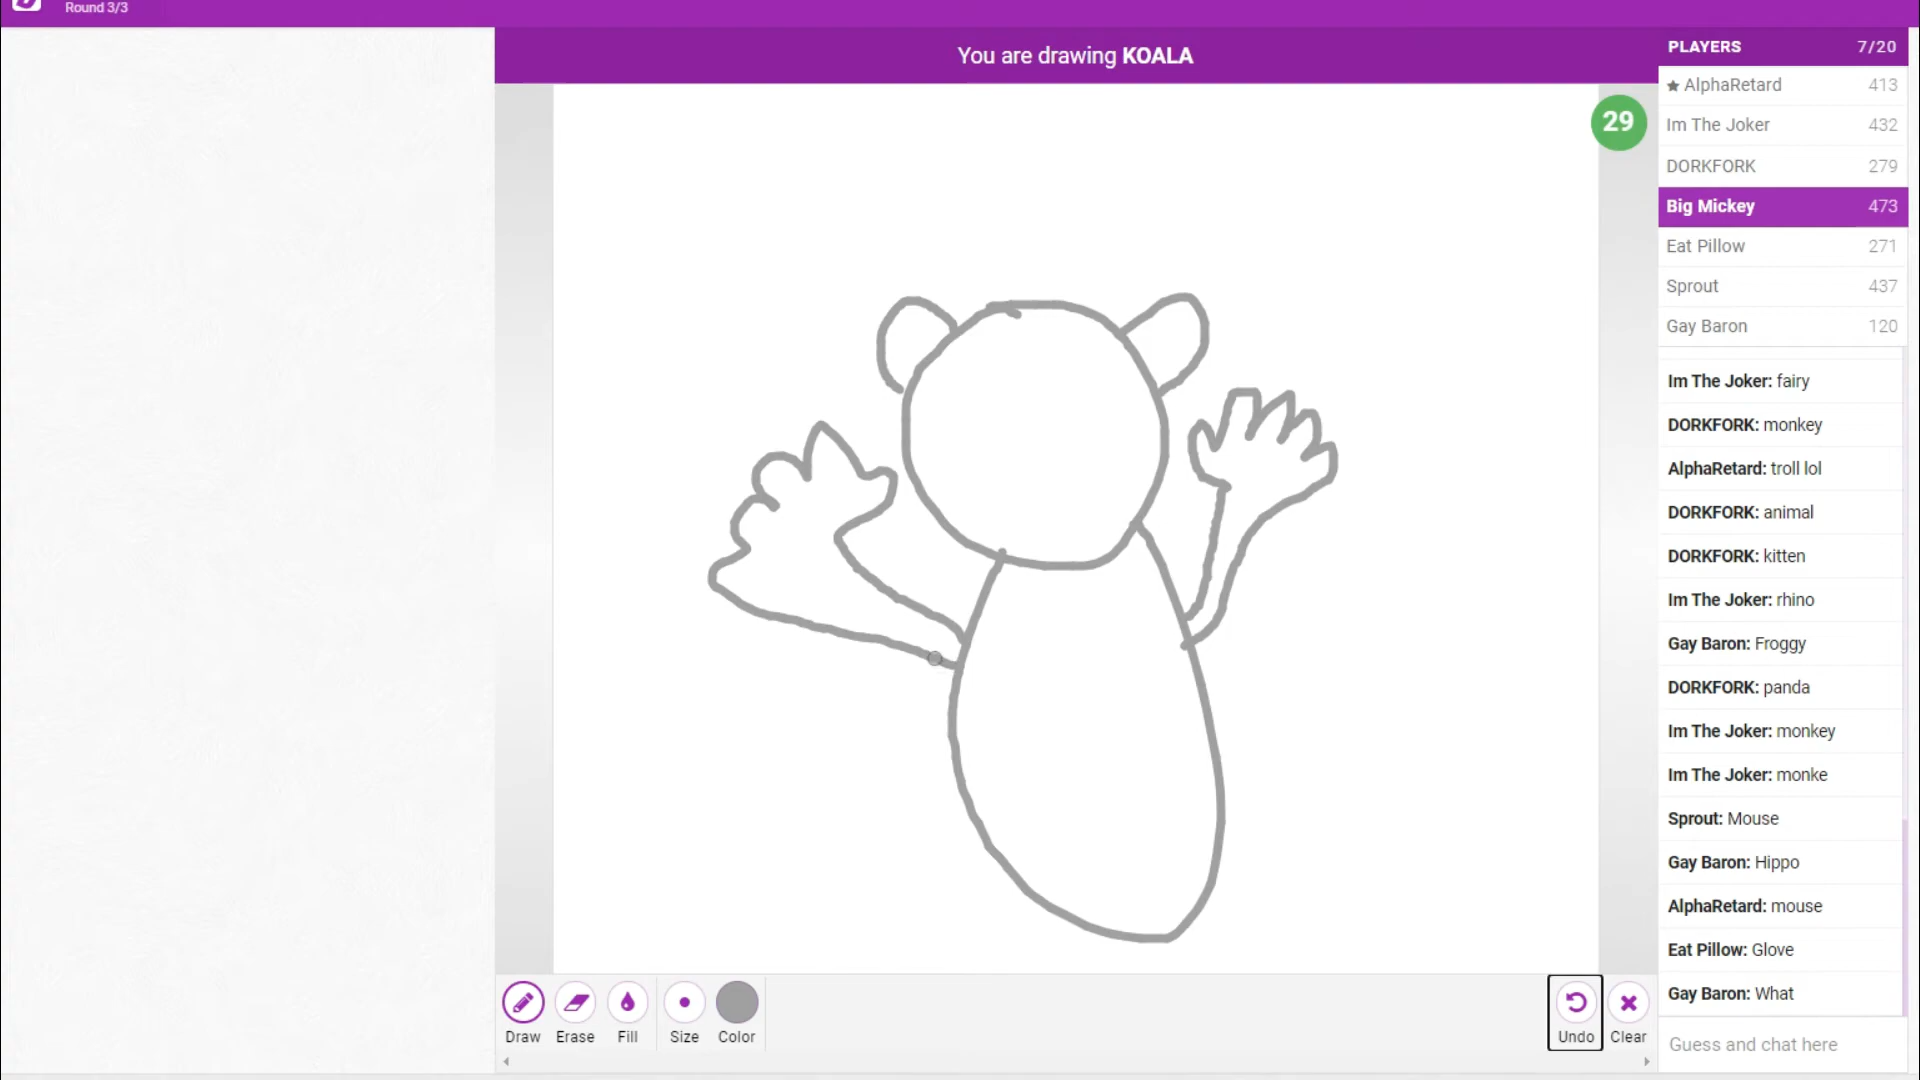 Round 3/3
You are drawing KOALA
29
PLAYERS 7/20
★ AlphaRetard 413
Im The Joker 432
DORKFORK 279
Big Mickey 473
Eat Pillow 271
Sprout 437
Gay Baron 120
Im The Joker: fairy
DORKFORK: monkey
AlphaRetard: troll lol
DORKFORK: animal
DORKFORK: kitten
Im The Joker: rhino
Gay Baron: Froggy
DORKFORK: panda
Im The Joker: monkey
Im The Joker: monke
Sprout: Mouse
Gay Baron: Hippo
AlphaRetard: mouse
Eat Pillow: Glove
Gay Baron: What
Guess and chat here
Draw Erase Fill Size Color Undo Clear